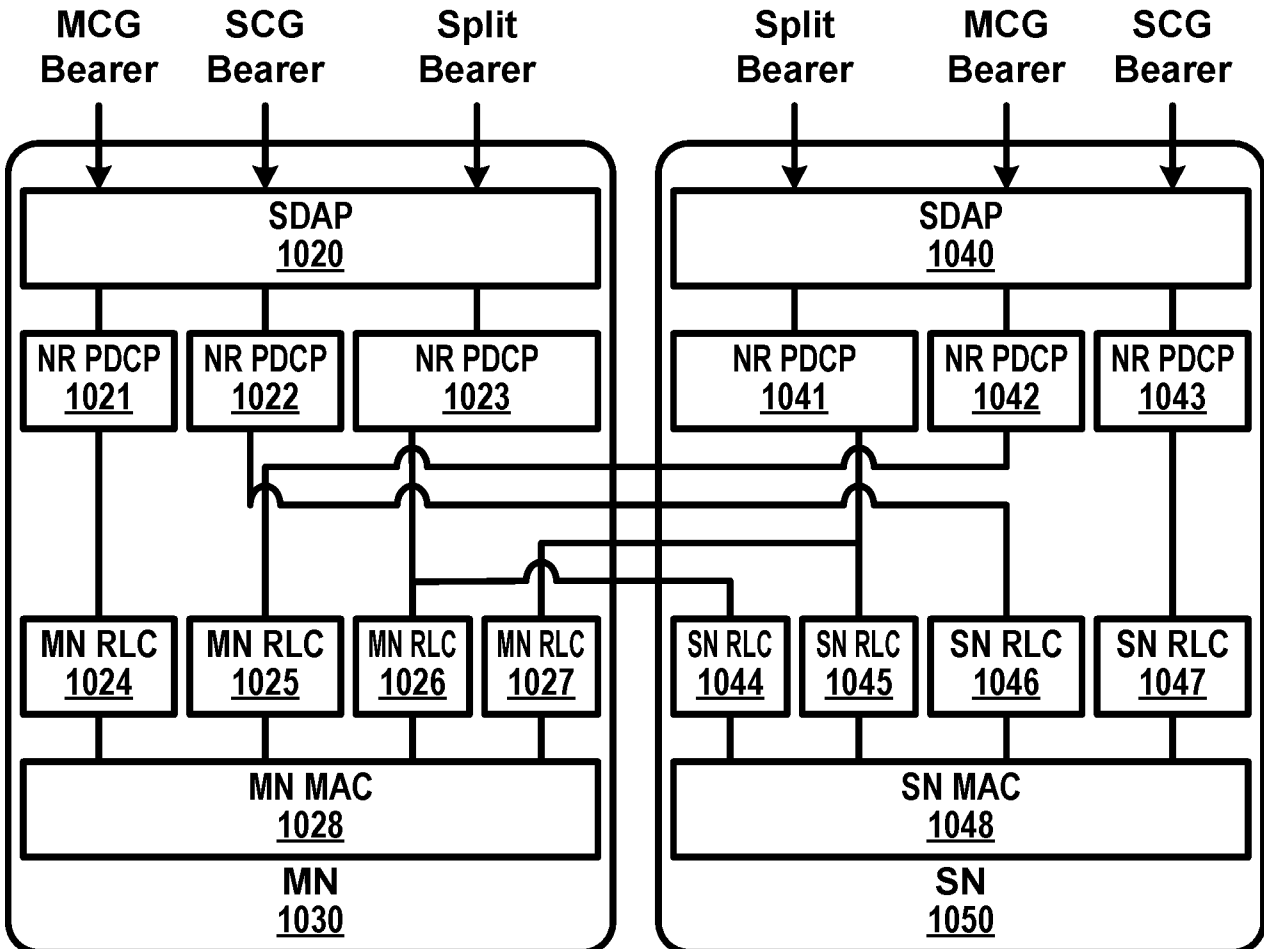 MCG
Bearer
SCG
Bearer
Split
Bearer
Split
Bearer
MCG
Bearer
SCG
Bearer
SDAP
1020
SDAP
1040
NR PDCP
1021
NR PDCP
1022
NR PDCP
1023
NR PDCP
1041
NR PDCP
1042
NR PDCP
1043
MN RLC
1024
MN RLC
1025
MN RLC
1026
MN RLC
1027
SN RLC
1044
SN RLC
1045
SN RLC
1046
SN RLC
1047
MN MAC
1028
SN MAC
1048
MN
1030
SN
1050